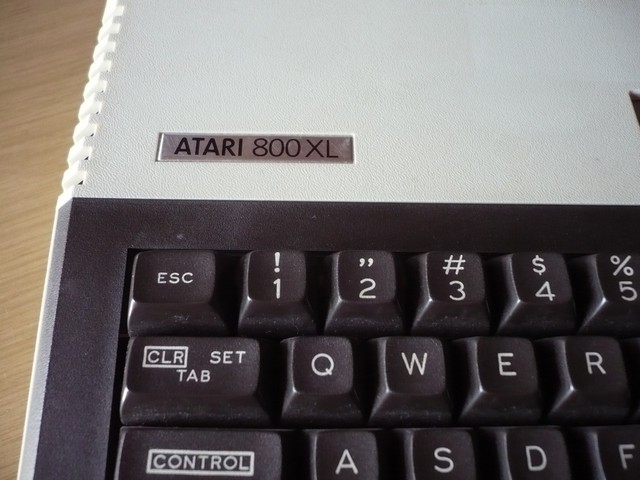 ATARI 800XL
ESC ! 1 " 2 # 3 $ 4 % 5
CLR SET TAB Q W E R
CONTROL A S D F